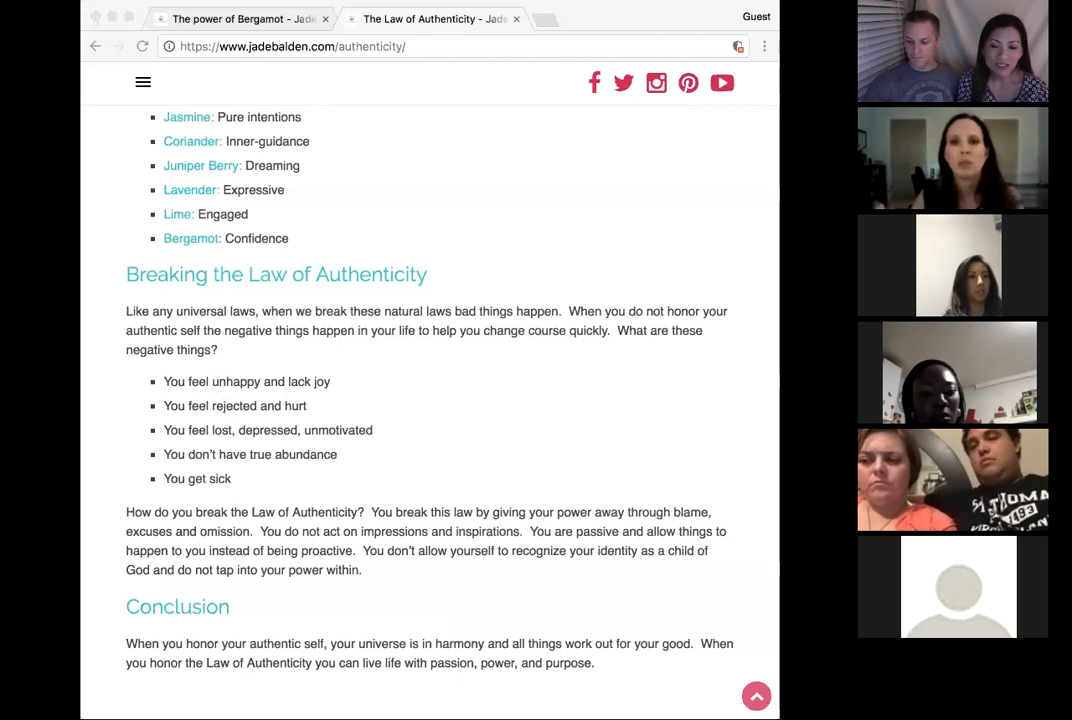 The power of Bergamot - Jade
The Law of Authenticity - Jade
Guest
https://www.jadebalden.com/authenticity/
Jasmine: Pure intentions
Coriander: Inner-guidance
Juniper Berry: Dreaming
Lavender: Expressive
Lime: Engaged
Bergamot: Confidence
Breaking the Law of Authenticity
Like any universal laws, when we break these natural laws bad things happen. When you do not honor your
authentic self the negative things happen in your life to help you change course quickly. What are these
negative things?
You feel unhappy and lack joy
You feel rejected and hurt
You feel lost, depressed, unmotivated
You don't have true abundance
You get sick
How do you break the Law of Authenticity? You break this law by giving your power away through blame,
excuses and omission. You do not act on impressions and inspirations. You are passive and allow things to
happen to you instead of being proactive. You don't allow yourself to recognize your identity as a child of
God and do not tap into your power within.
Conclusion
When you honor your authentic self, your universe is in harmony and all things work out for your good. When
you honor the Law of Authenticity you can live life with passion, power, and purpose.
ST THOMA
1493